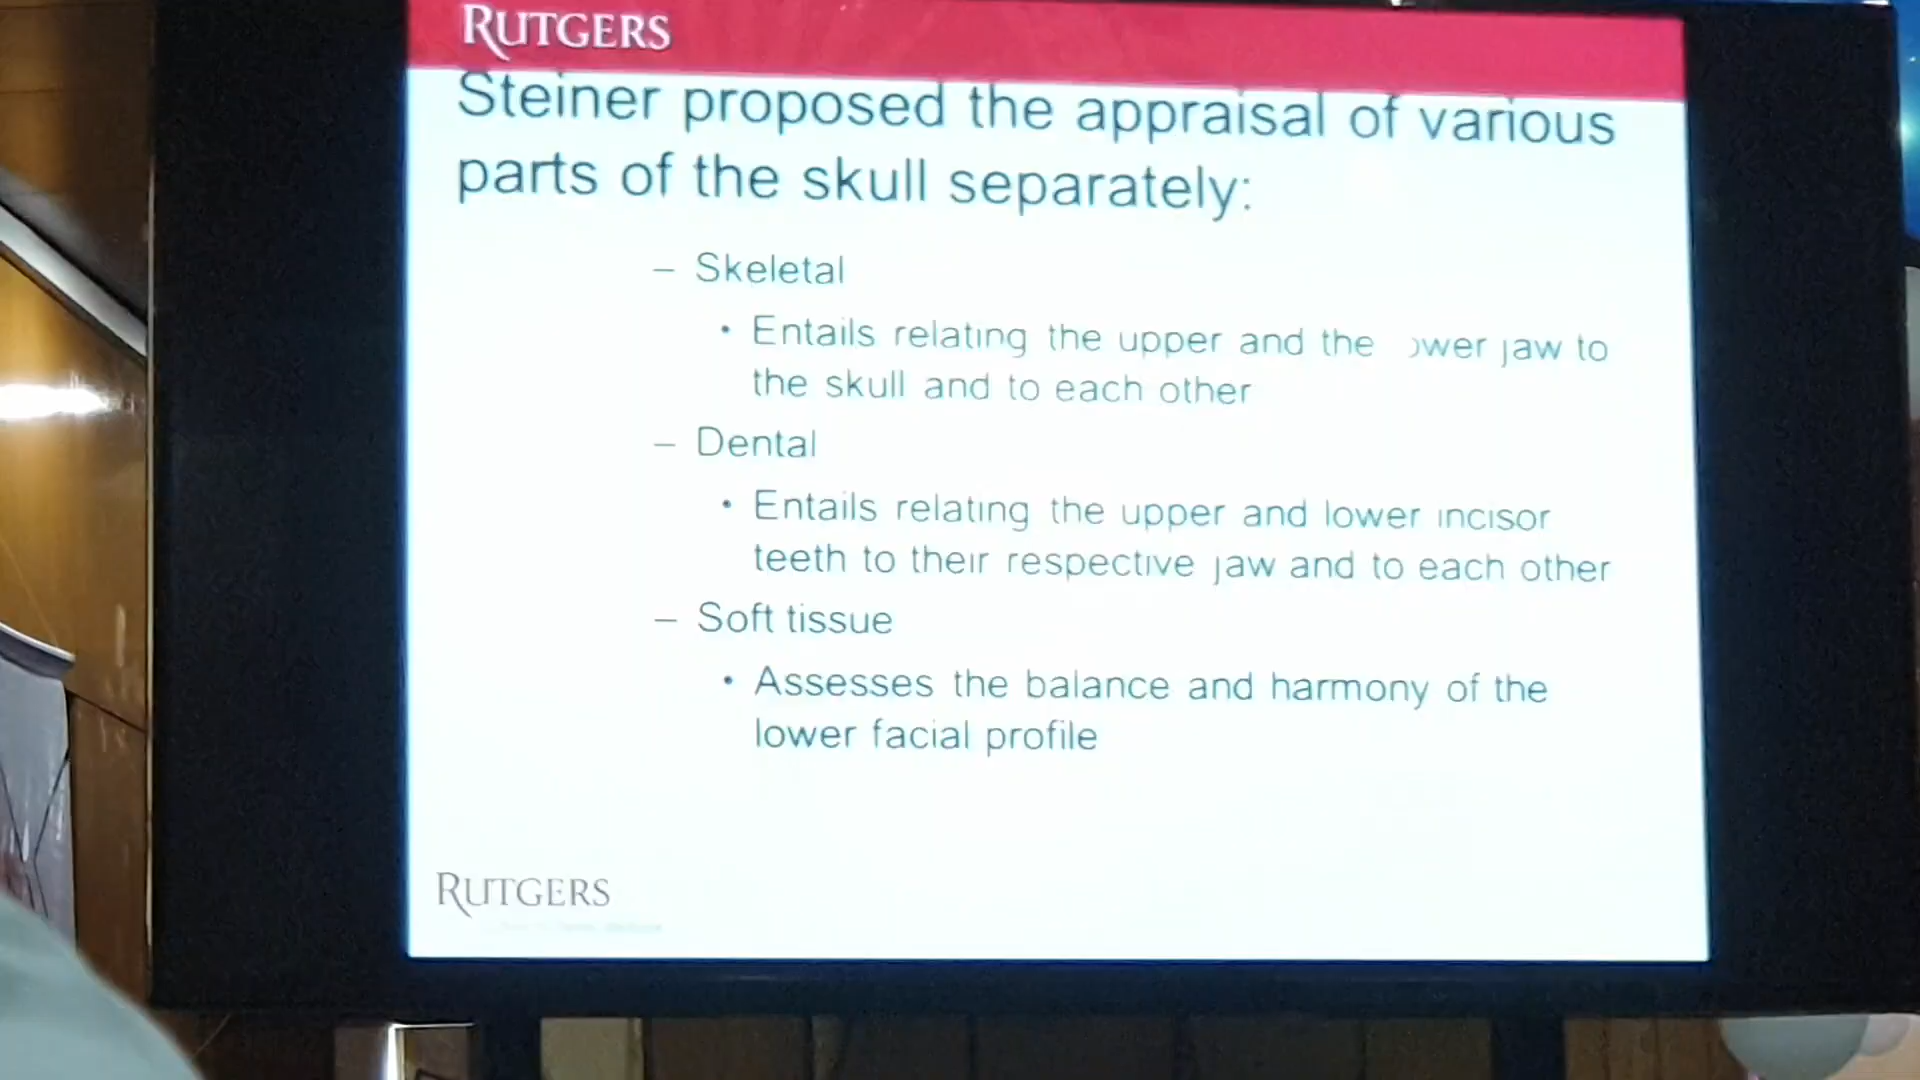 RUTGERS
Steiner proposed the appraisal of various
parts of the skull separately:
– Skeletal
• Entails relating the upper and the ower jaw to
the skull and to each other
– Dental
• Entails relating the upper and lower incisor
teeth to their respective jaw and to each other
– Soft tissue
• Assesses the balance and harmony of the
lower facial profile
RUTGERS